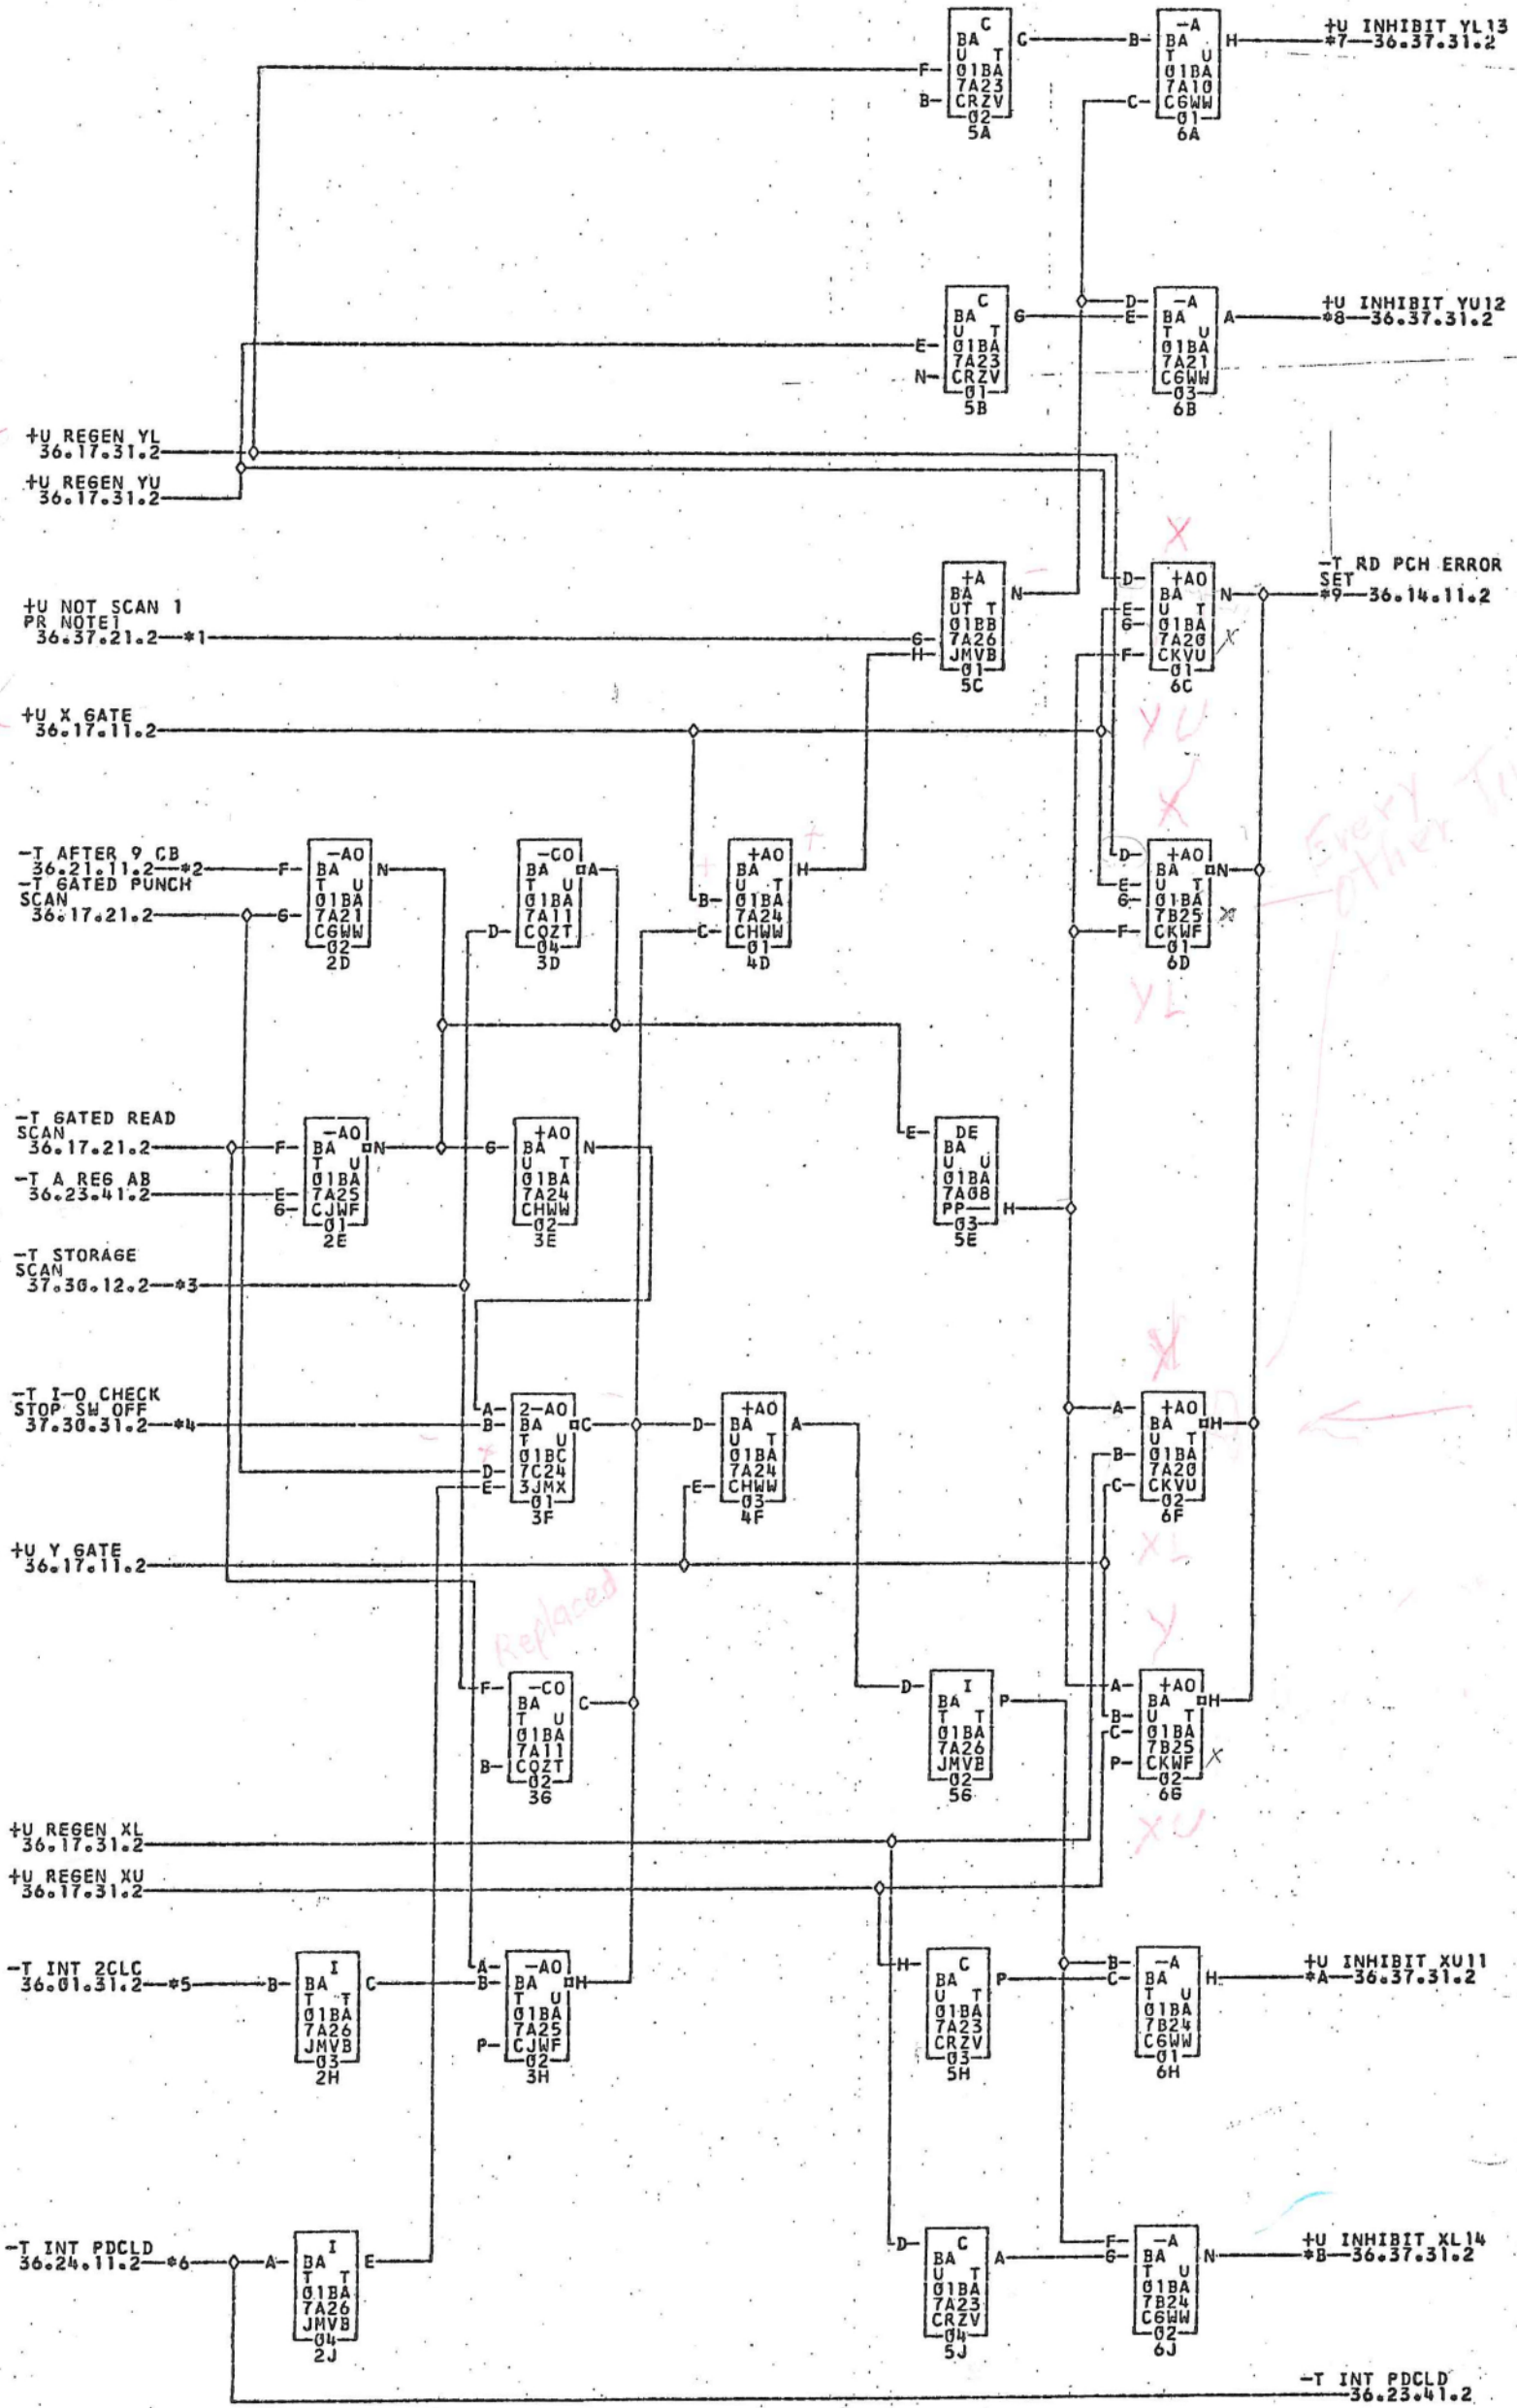 C
BA C
U T
F- 01BA
7A23
B- CRZV
02
5A
-A
B- BA H
T U
01BA
7A10
C- CGWW
01
6A
+U INHIBIT YL13
*7—36.37.31.2
C
BA G
U T
E- 01BA
7A23
N- CRZV
01
5B
D- -A
E- BA A
T U
01BA
7A21
CGWW
03
6B
+U INHIBIT YU12
*8—36.37.31.2
+U REGEN YL
36.17.31.2
+U REGEN YU
36.17.31.2
+U NOT SCAN 1
PR NOTE1
36.37.21.2—*1
+A
BA N
UT T
01BB
G- 7A26
H- JMVB
01
5C
X
D- +AO
BA N
E- U T
G- 01BA
7A20 X
F- CKVU
01
6C
YU
-T RD PCH ERROR
SET
*9—36.14.11.2
+U X GATE
36.17.11.2
X
Every
other
-T AFTER 9 CB
36.21.11.2—*2
-T GATED PUNCH
SCAN
36.17.21.2
-AO
F- BA N
T U
01BA
G- 7A21
CGWW
02
2D
-CO
BA A
T U
01BA
7A11
D- CQZT
04
3D
+AO
BA H
U T
B- 01BA
7A24
C- CHWW
01
4D
D- +AO
BA N
E- U T
G- 01BA
7B25 X
F- CKWF
01
6D
YL
-T GATED READ
SCAN
36.17.21.2
-T A REG AB
36.23.41.2
-AO
F- BA N
T U
01BA
E- 7A25
G- CJWF
01
2E
+AO
G- BA N
U T
01BA
7A24
CHWW
02
3E
E- DE
BA
U U
01BA
7A08
PP— H
03
5E
-T STORAGE
SCAN
37.30.12.2—*3
-T I-O CHECK
STOP SW OFF
37.30.31.2—*4
A- 2-AO
B- BA C
T U
01BC
D- 7C24
E- 3JMX
01
3F
+AO
D- BA A
U T
01BA
7A24
E- CHWW
03
4F
A- +AO
BA H
U T
B- 01BA
7A20
C- CKVU
02
6F
XL
+U Y GATE
36.17.11.2
Replaced
Y
F- -CO
BA C
T U
01BA
7A11
B- CQZT
02
3G
D- I
BA P
T T
01BA
7A26
JMVB
02
5G
A- +AO
BA H
B- U T
C- 01BA
7B25
P- CKWF X
02
6G
XU
+U REGEN XL
36.17.31.2
+U REGEN XU
36.17.31.2
-T INT 2CLC
36.01.31.2—*5
I
B- BA C
T T
01BA
7A26
JMVB
03
2H
A- -AO
B- BA H
T U
01BA
7A25
P- CJWF
02
3H
H- C
BA P
U T
01BA
7A23
CRZV
03
5H
B- -A
C- BA H
T U
01BA
7B24
CGWW
01
6H
+U INHIBIT XU11
*A—36.37.31.2
-T INT PDCLD
36.24.11.2—*6
I
A- BA E
T T
01BA
7A26
JMVB
04
2J
D- C
BA A
U T
01BA
7A23
CRZV
04
5J
F- -A
G- BA N
T U
01BA
7B24
CGWW
02
6J
+U INHIBIT XL14
*B—36.37.31.2
-T INT PDCLD
36.23.41.2